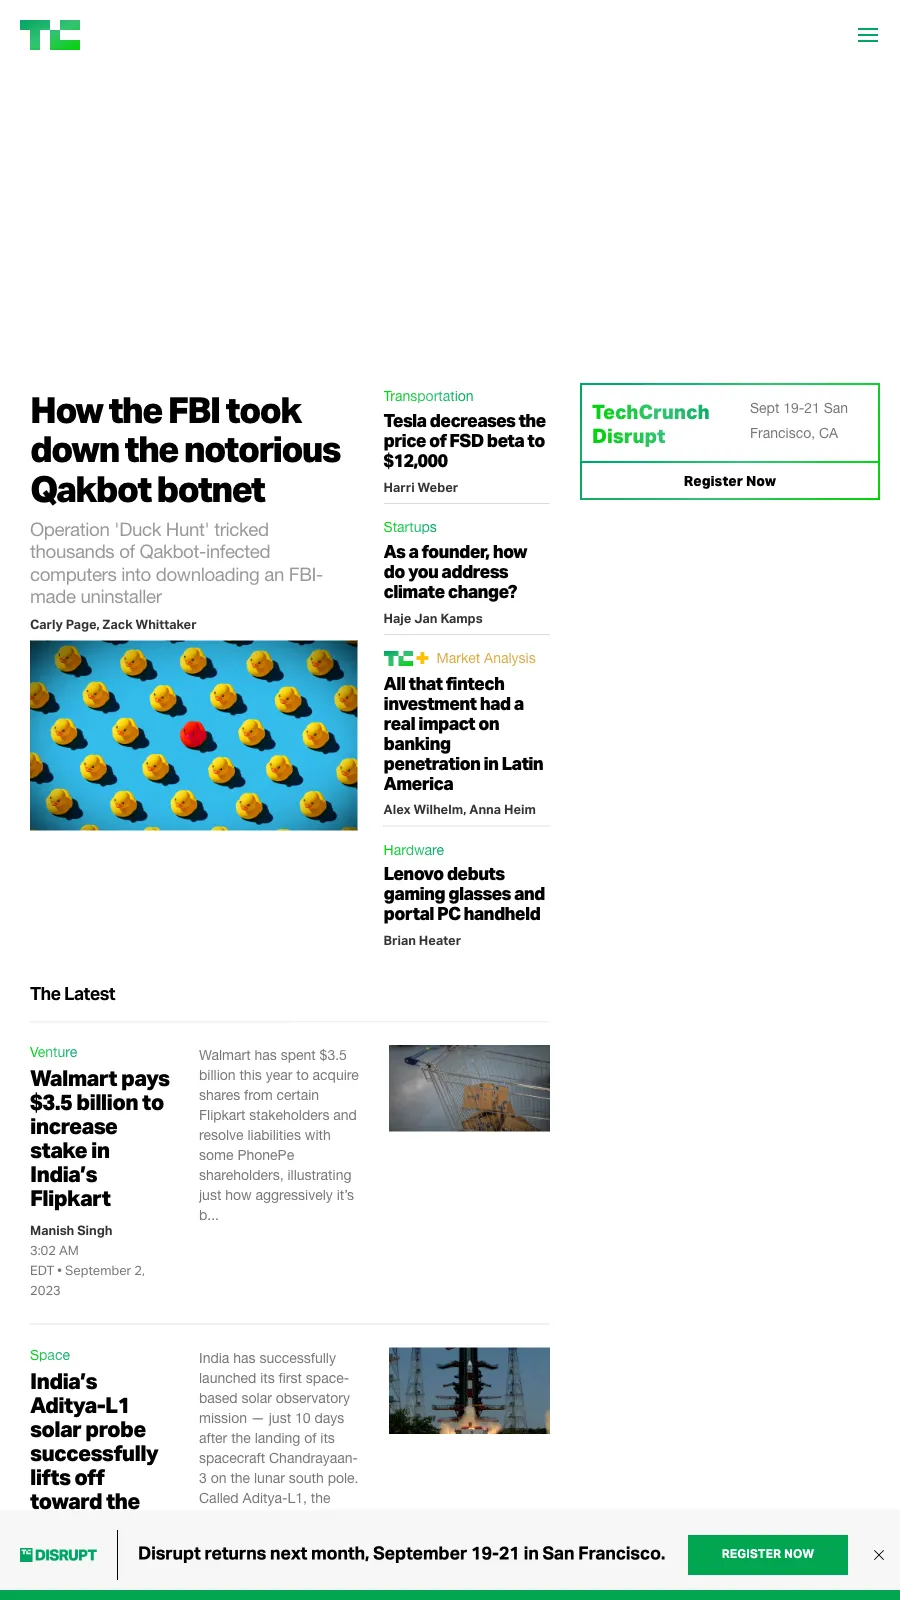 TC
How the FBI took
down the notorious
Qakbot botnet
Operation 'Duck Hunt' tricked
thousands of Qakbot-infected
computers into downloading an FBI-
made uninstaller
Carly Page, Zack Whittaker
Transportation
Tesla decreases the
price of FSD beta to
$12,000
Harri Weber
Startups
As a founder, how
do you address
climate change?
Haje Jan Kamps
TC+ Market Analysis
All that fintech
investment had a
real impact on
banking
penetration in Latin
America
Alex Wilhelm, Anna Heim
Hardware
Lenovo debuts
gaming glasses and
portal PC handheld
Brian Heater
TechCrunch
Disrupt
Sept 19-21 San
Francisco, CA
Register Now
The Latest
Venture
Walmart pays
$3.5 billion to
increase
stake in
India’s
Flipkart
Manish Singh
3:02 AM
EDT • September 2,
2023
Walmart has spent $3.5
billion this year to acquire
shares from certain
Flipkart stakeholders and
resolve liabilities with
some PhonePe
shareholders, illustrating
just how aggressively it’s
b...
Space
India’s
Aditya-L1
solar probe
successfully
lifts off
toward the
India has successfully
launched its first space-
based solar observatory
mission — just 10 days
after the landing of its
spacecraft Chandrayaan-
3 on the lunar south pole.
Called Aditya-L1, the
TC DISRUPT
Disrupt returns next month, September 19-21 in San Francisco.
REGISTER NOW